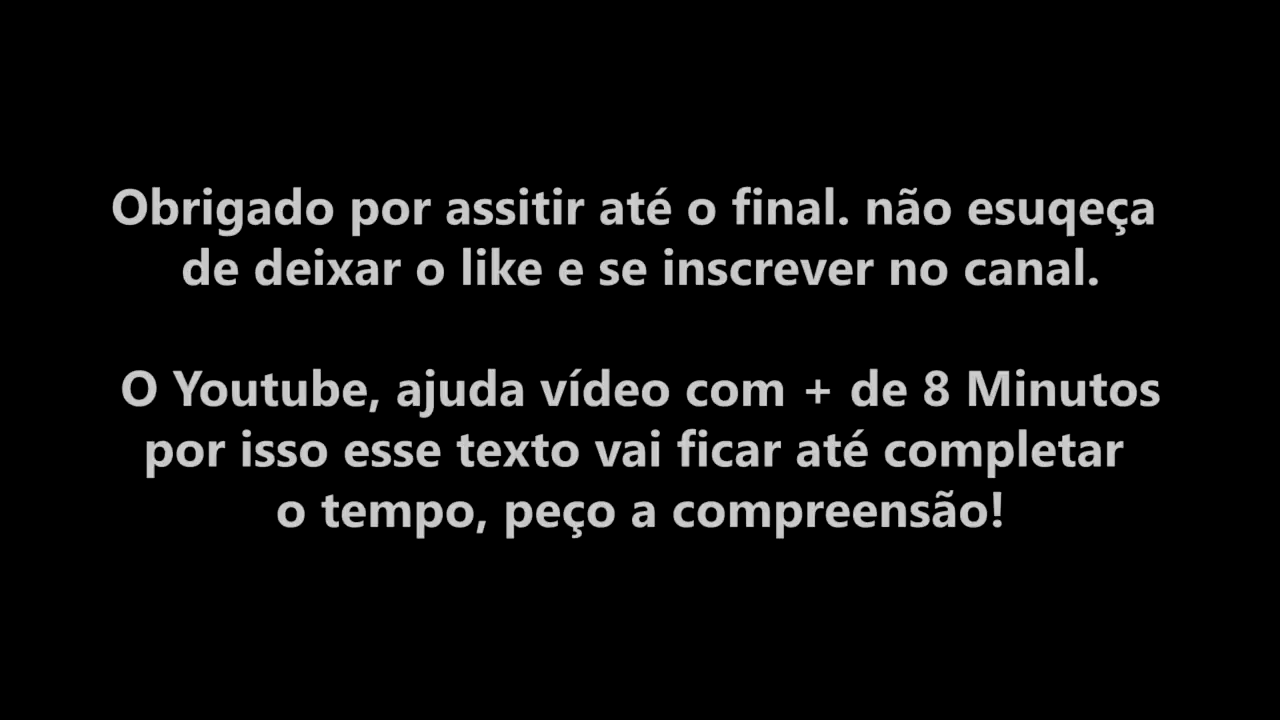 Obrigado por assitir até o final. não esuqeça
de deixar o like e se inscrever no canal.
O Youtube, ajuda vídeo com + de 8 Minutos
por isso esse texto vai ficar até completar
o tempo, peço a compreensão!